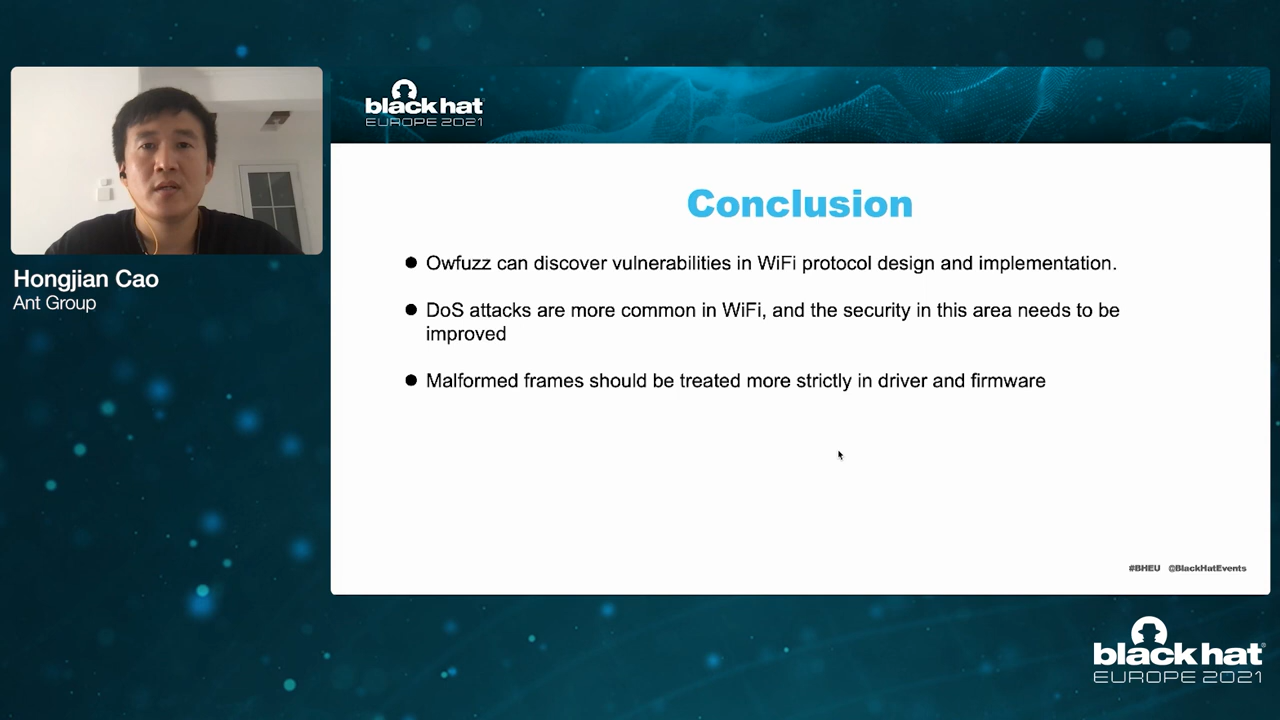 black hat
EUROPE 2021
Conclusion
● Owfuzz can discover vulnerabilities in WiFi protocol design and implementation.
● DoS attacks are more common in WiFi, and the security in this area needs to be
improved
● Malformed frames should be treated more strictly in driver and firmware
Hongjian Cao
Ant Group
#BHEU @BlackHatEvents
black hat®
EUROPE 2021